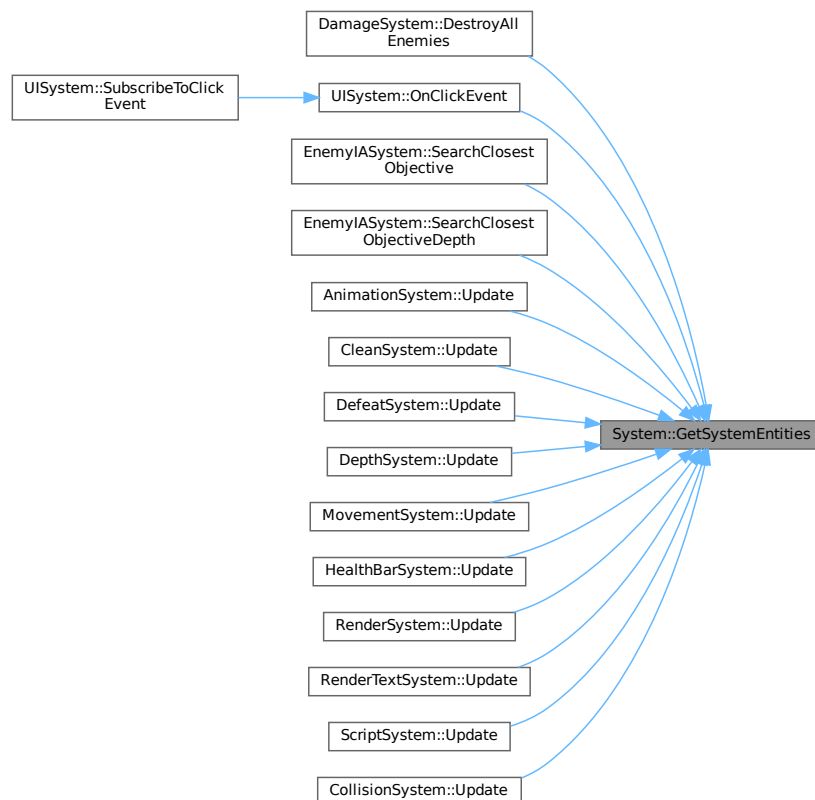 DamageSystem::DestroyAll
Enemies
UISystem::SubscribeToClick
Event
UISystem::OnClickEvent
EnemyIASystem::SearchClosest
Objective
EnemyIASystem::SearchClosest
ObjectiveDepth
AnimationSystem::Update
CleanSystem::Update
DefeatSystem::Update
System::GetSystemEntities
DepthSystem::Update
MovementSystem::Update
HealthBarSystem::Update
RenderSystem::Update
RenderTextSystem::Update
ScriptSystem::Update
CollisionSystem::Update